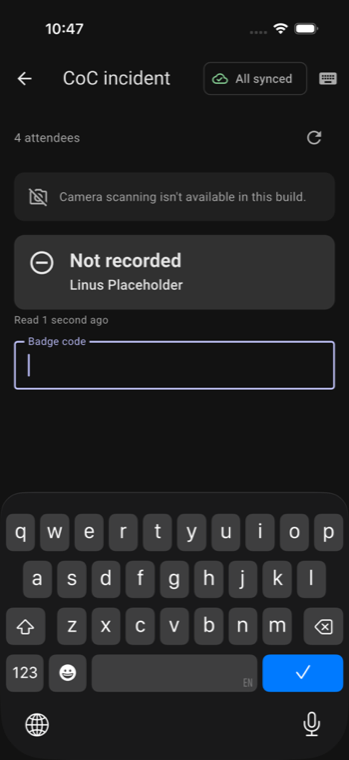 10:47
CoC incident
All synced
4 attendees
Camera scanning isn't available in this build.
Not recorded
Linus Placeholder
Read 1 second ago
Badge code
q w e r t y u i o p
a s d f g h j k l
z x c v b n m
123
EN